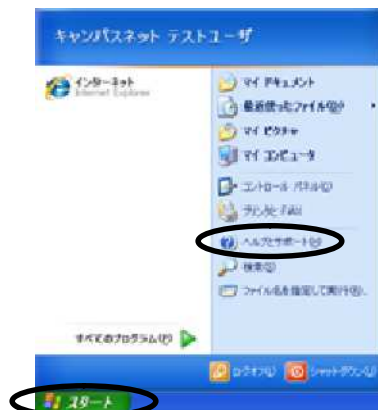 キャンパスネット テストユーザ
インターネット
Internet Explorer
すべてのプログラム(P)
マイ ドキュメント
最近使ったファイル(D)
マイ ピクチャ
マイ コンピュータ
コントロール パネル(C)
プリンタと FAX
ヘルプとサポート(H)
検索(S)
ファイル名を指定して実行(R)...
ログオフ(L)
シャットダウン(U)
スタート